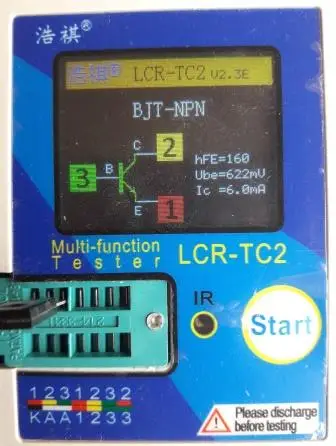 浩祺®
浩祺® LCR-TC2 V2.3E
BJT-NPN
C 2
hFE=160
3 B
Ube=622mV
Ic =6.0mA
E 1
Multi-function
Tester
LCR-TC2
IR
Start
1 2 3 1 2 3 2
K A A 1 2 3 3
Please discharge
before testing